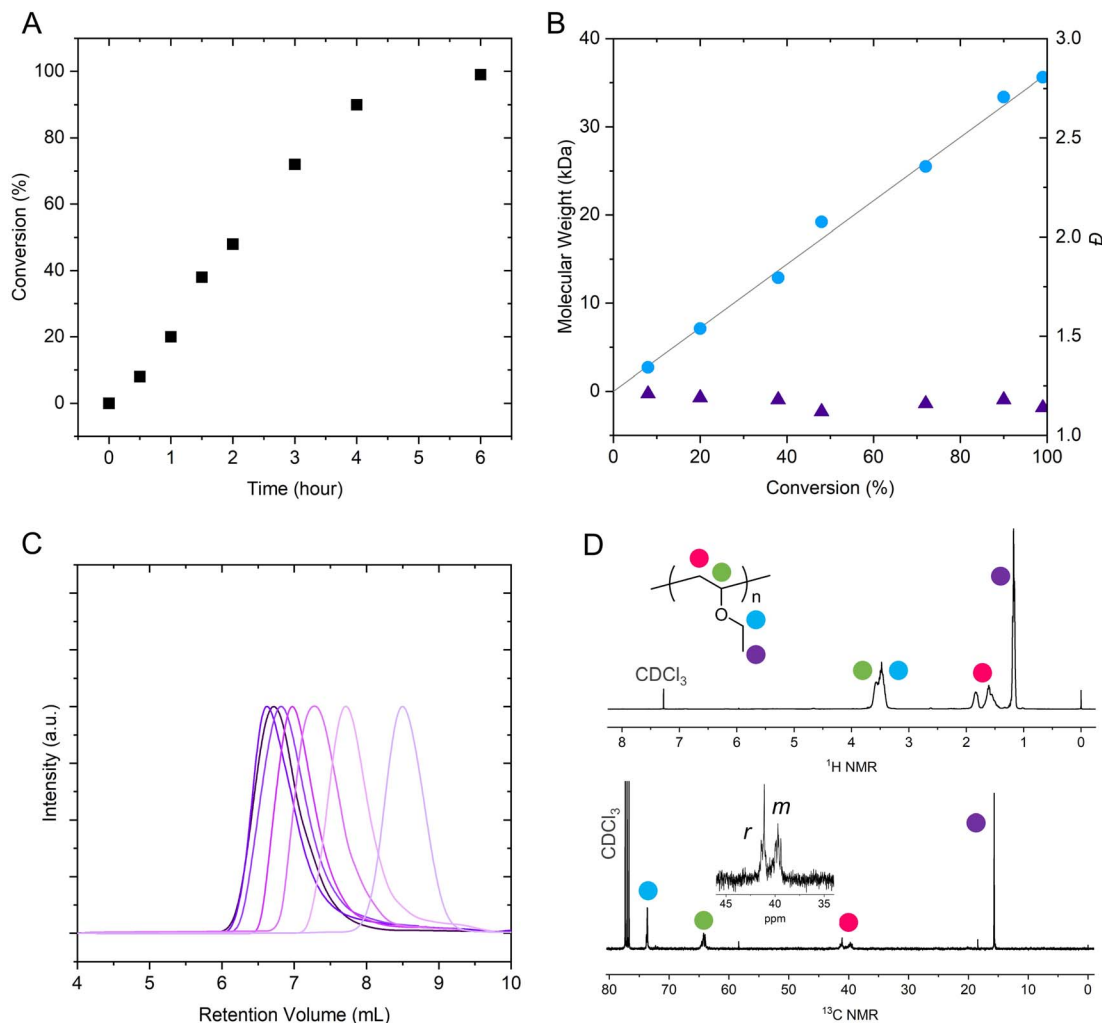 A
100
80
60
40
20
0
Conversion (%)
0 1 2 3 4 5 6
Time (hour)
B
40
30
20
10
0
Molecular Weight (kDa)
3.0
2.5
2.0
1.5
1.0
Đ
0 20 40 60 80 100
Conversion (%)
C
Intensity (a.u.)
4 5 6 7 8 9 10
Retention Volume (mL)
D
n
O
CDCl₃
8 7 6 5 4 3 2 1 0
¹H NMR
CDCl₃
r
m
45 40 35
ppm
80 70 60 50 40 30 20 10 0
¹³C NMR